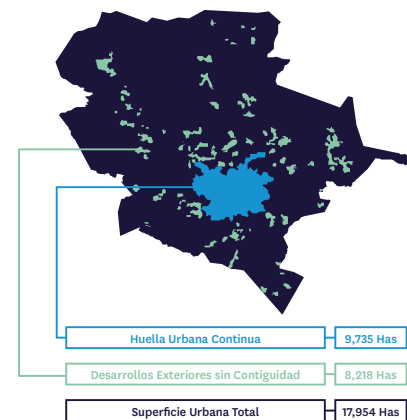 Huella Urbana Continua 9,735 Has
Desarrollos Exteriores sin Contiguidad 8,218 Has
Superficie Urbana Total 17,954 Has